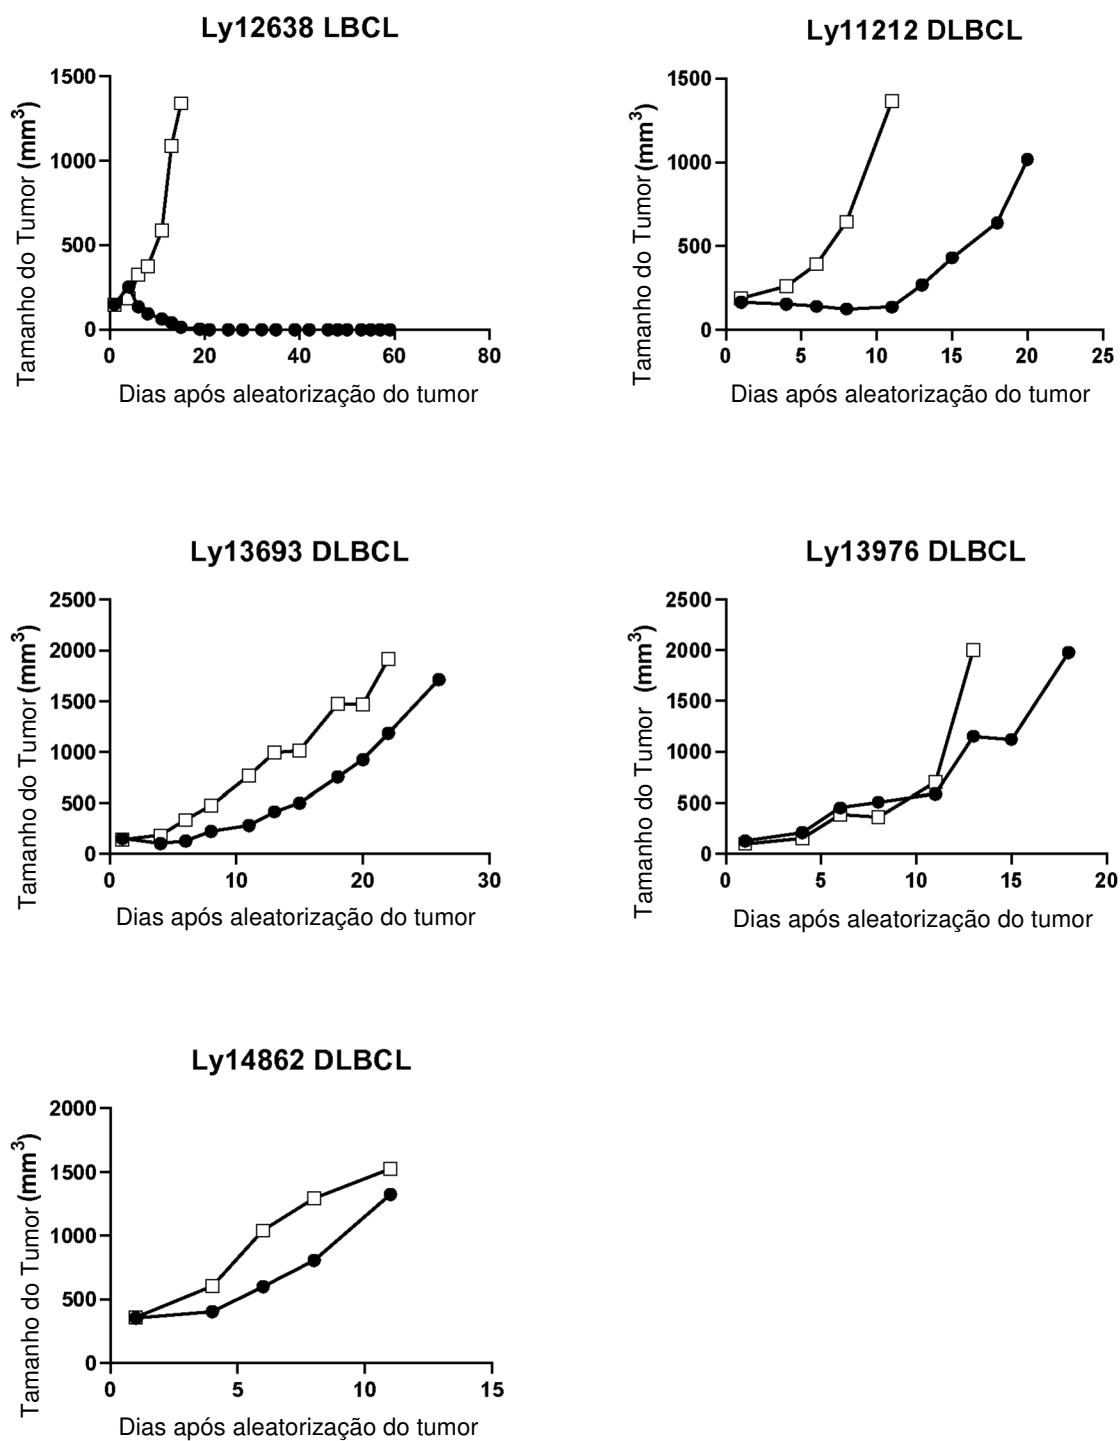 Ly12638 LBCL
Tamanho do Tumor (mm³)
1500
1000
500
0
0 20 40 60 80
Dias após aleatorização do tumor
Ly11212 DLBCL
Tamanho do Tumor (mm³)
1500
1000
500
0
0 5 10 15 20 25
Dias após aleatorização do tumor
Ly13693 DLBCL
Tamanho do Tumor (mm³)
2500
2000
1500
1000
500
0
0 10 20 30
Dias após aleatorização do tumor
Ly13976 DLBCL
Tamanho do Tumor (mm³)
2500
2000
1500
1000
500
0
0 5 10 15 20
Dias após aleatorização do tumor
Ly14862 DLBCL
Tamanho do Tumor (mm³)
2000
1500
1000
500
0
0 5 10 15
Dias após aleatorização do tumor